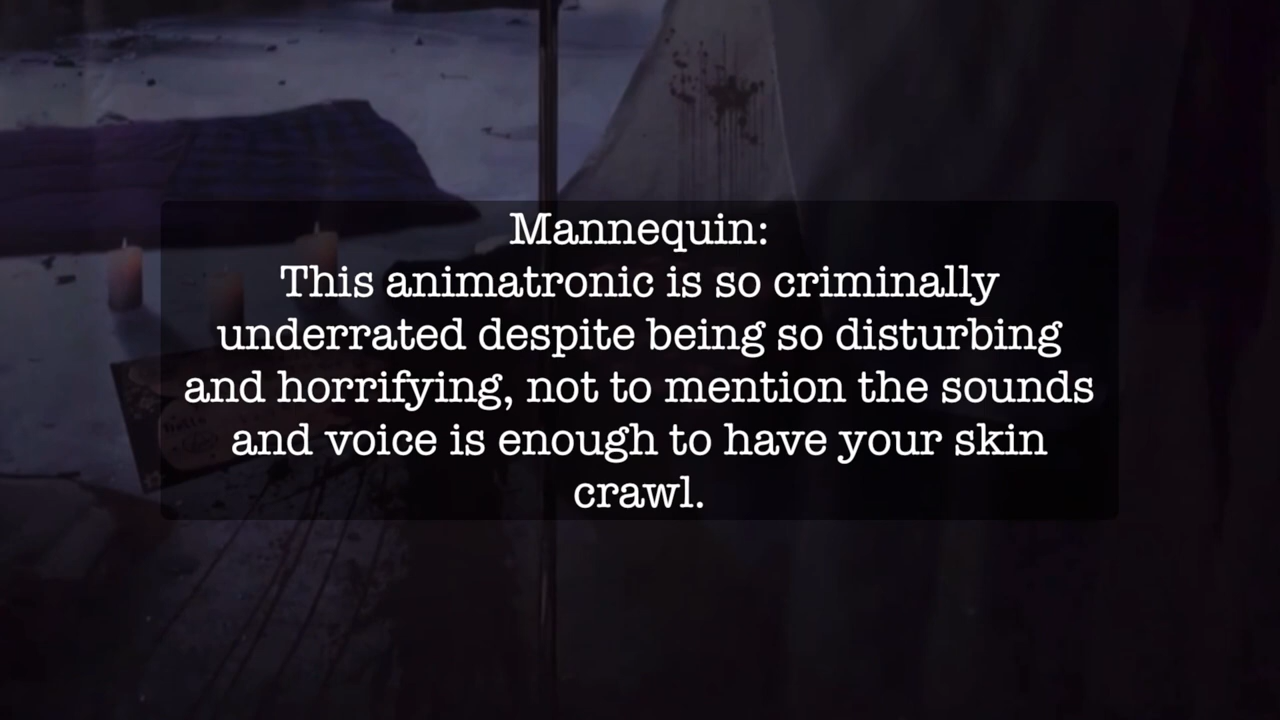 Mannequin:
This animatronic is so criminally
underrated despite being so disturbing
and horrifying, not to mention the sounds
and voice is enough to have your skin
crawl.